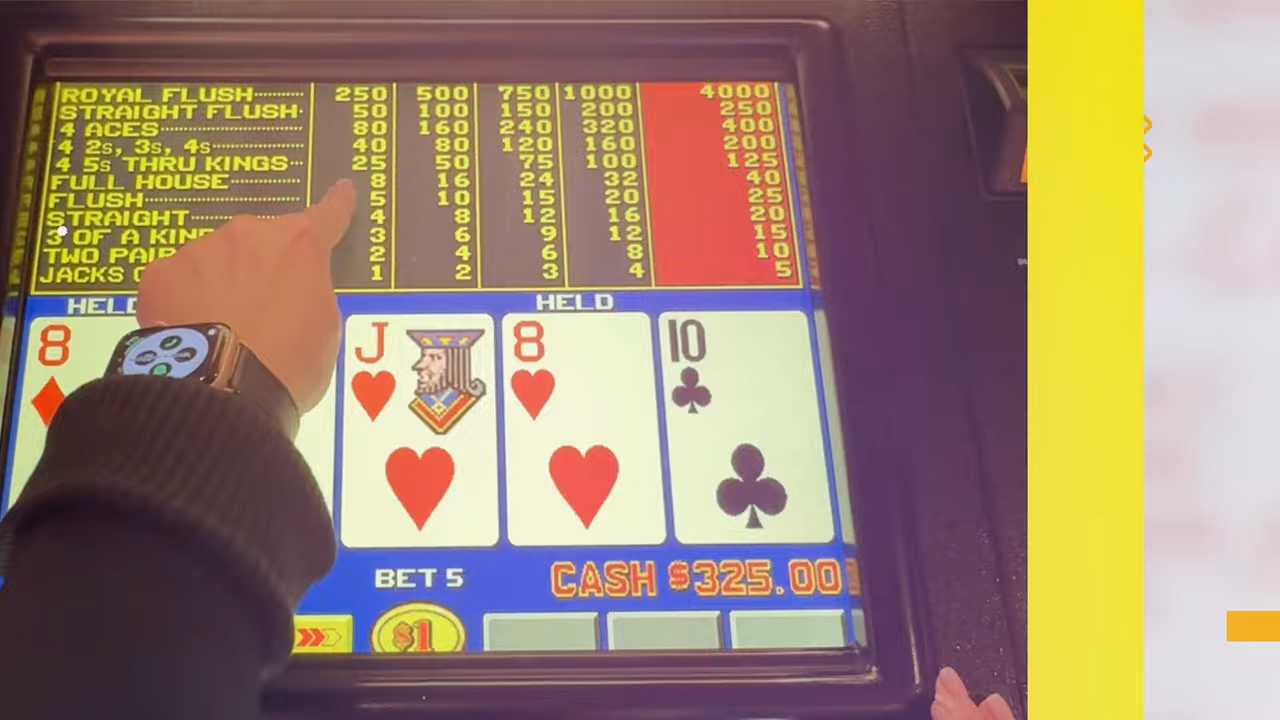 ROYAL FLUSH 250 500 750 1000 4000
STRAIGHT FLUSH 50 100 150 200 250
4 ACES 80 160 240 320 400
4 2s, 3s, 4s 40 80 120 160 200
4 5s THRU KINGS 25 50 75 100 125
FULL HOUSE 8 16 24 32 40
FLUSH 5 10 15 20 25
STRAIGHT 4 8 12 16 20
3 OF A KIN 3 6 9 12 15
TWO PAIR 2 4 6 8 10
JACKS 1 2 3 4 5
HELD HELD
8 J 8 10
BET 5 CASH $325.00
$1